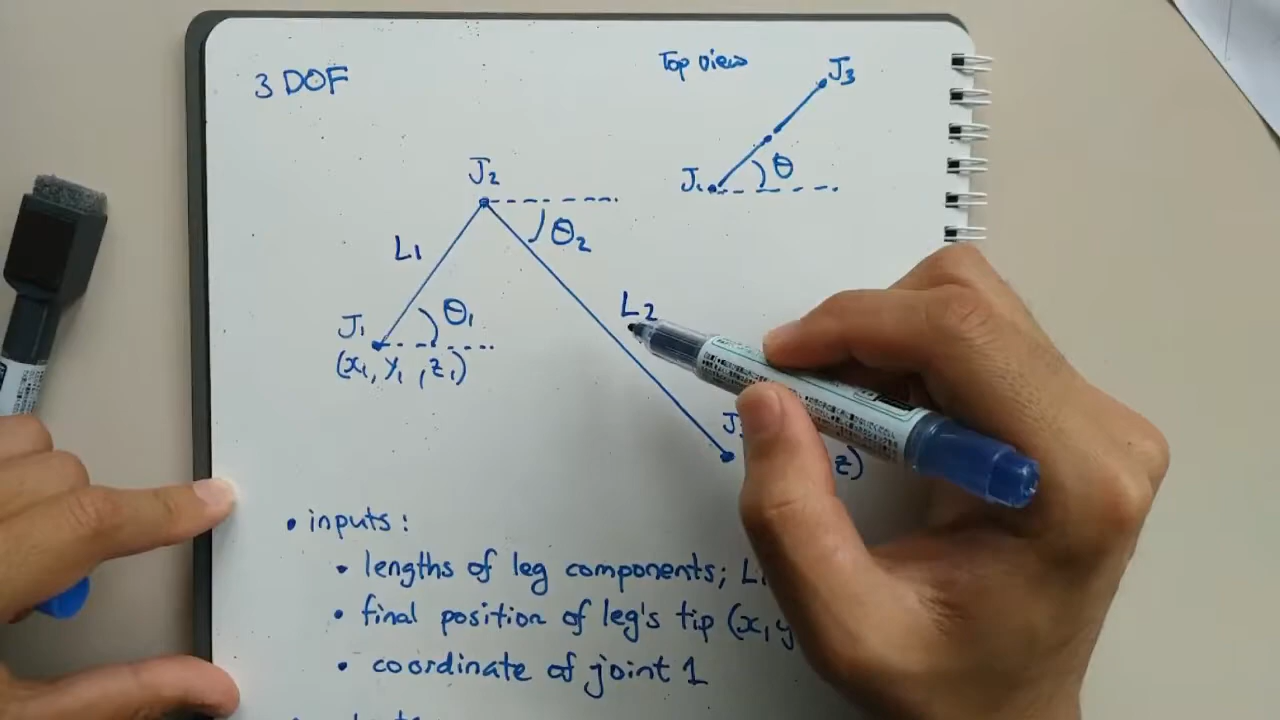 3 DOF
Top view
J3
J1
θ
J2
θ2
L1
L2
J1
θ1
(x1, y1, z1)
z)
• inputs:
• lengths of leg components; L
• final position of leg's tip (x, y
• coordinate of joint 1